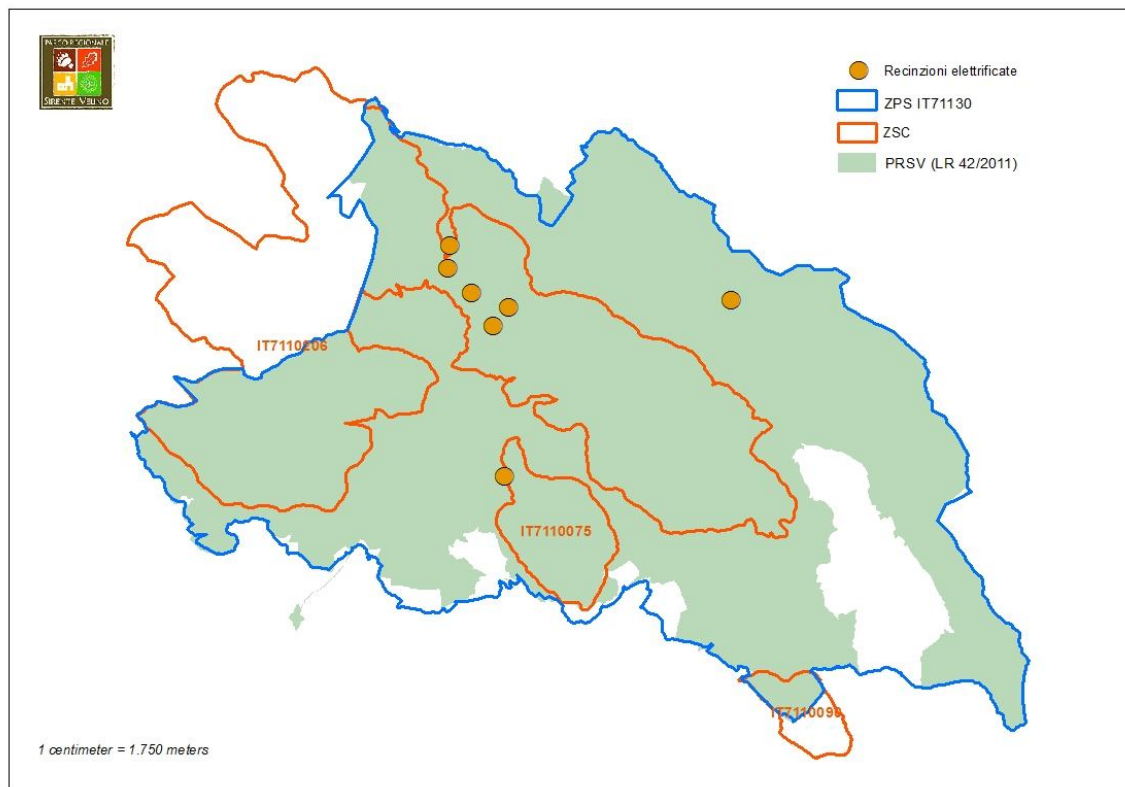 PARCO REGIONALE
SIRENTE VELINO
Recinzioni elettrificate
ZPS IT71130
ZSC
PRSV (LR 42/2011)
IT7110206
IT7110075
IT7110090
1 centimeter = 1.750 meters